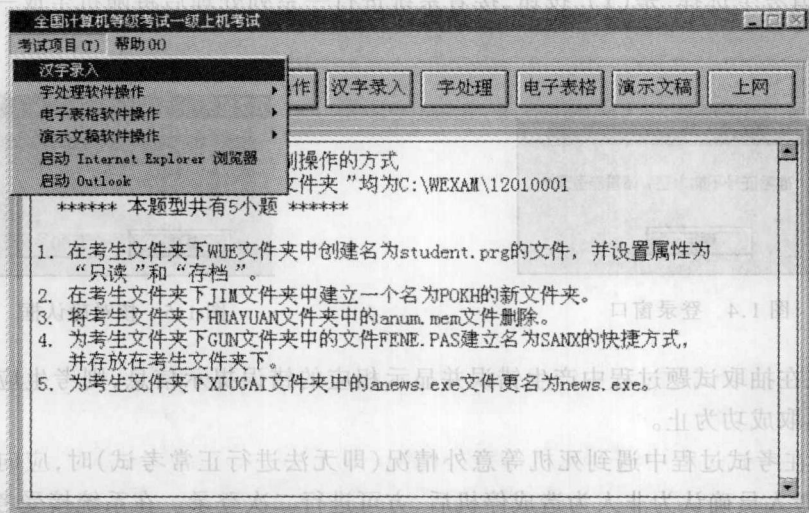 全国计算机等级考试一级上机考试
考试项目(T) 帮助(H)
汉字录入
字处理软件操作
电子表格软件操作
演示文稿软件操作
启动 Internet Explorer 浏览器
启动 Outlook
作 汉字录入 字处理 电子表格 演示文稿 上网
操作的方式
文件夹”均为C:\WEXAM\12010001
****** 本题型共有5小题 ******
1. 在考生文件夹下WUE文件夹中创建名为student.prg的文件，并设置属性为
“只读”和“存档”。
2. 在考生文件夹下JIM文件夹中建立一个名为POKH的新文件夹。
3. 将考生文件夹下HUAYUAN文件夹中的anum.mem文件删除。
4. 为考生文件夹下GUN文件夹中的文件FENE.PAS建立名为SANX的快捷方式，
并存放在考生文件夹下。
5. 为考生文件夹下XIUGAI文件夹中的anews.exe文件更名为news.exe。